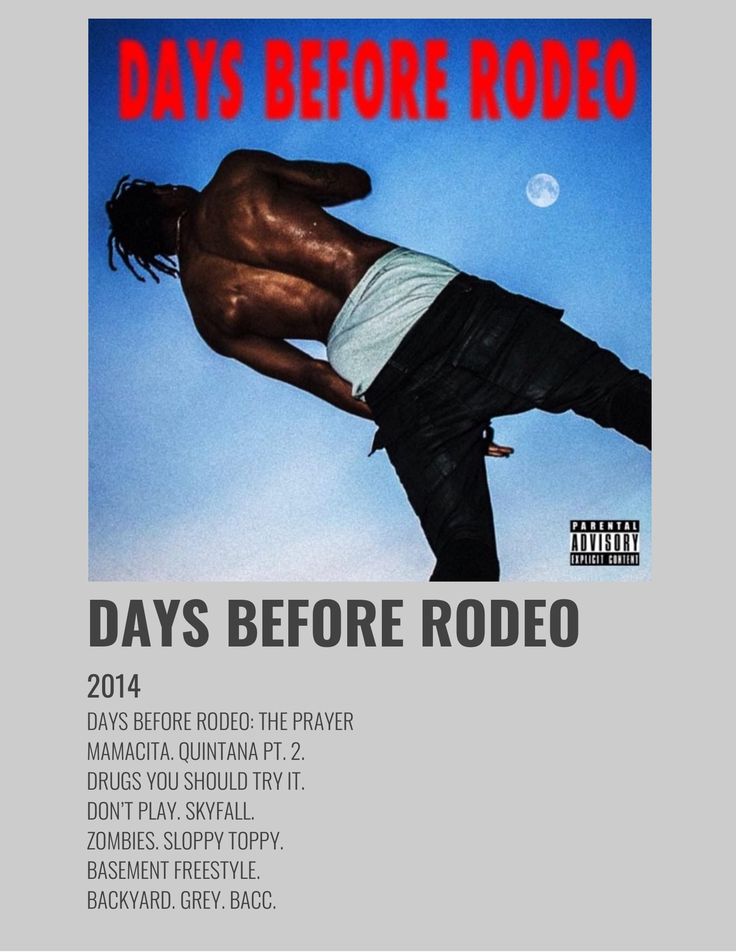 DAYS BEFORE RODEO
PARENTAL
ADVISORY
EXPLICIT CONTENT
DAYS BEFORE RODEO
2014
DAYS BEFORE RODEO: THE PRAYER
MAMACITA. QUINTANA PT. 2.
DRUGS YOU SHOULD TRY IT.
DON’T PLAY. SKYFALL.
ZOMBIES. SLOPPY TOPPY.
BASEMENT FREESTYLE.
BACKYARD. GREY. BACC.